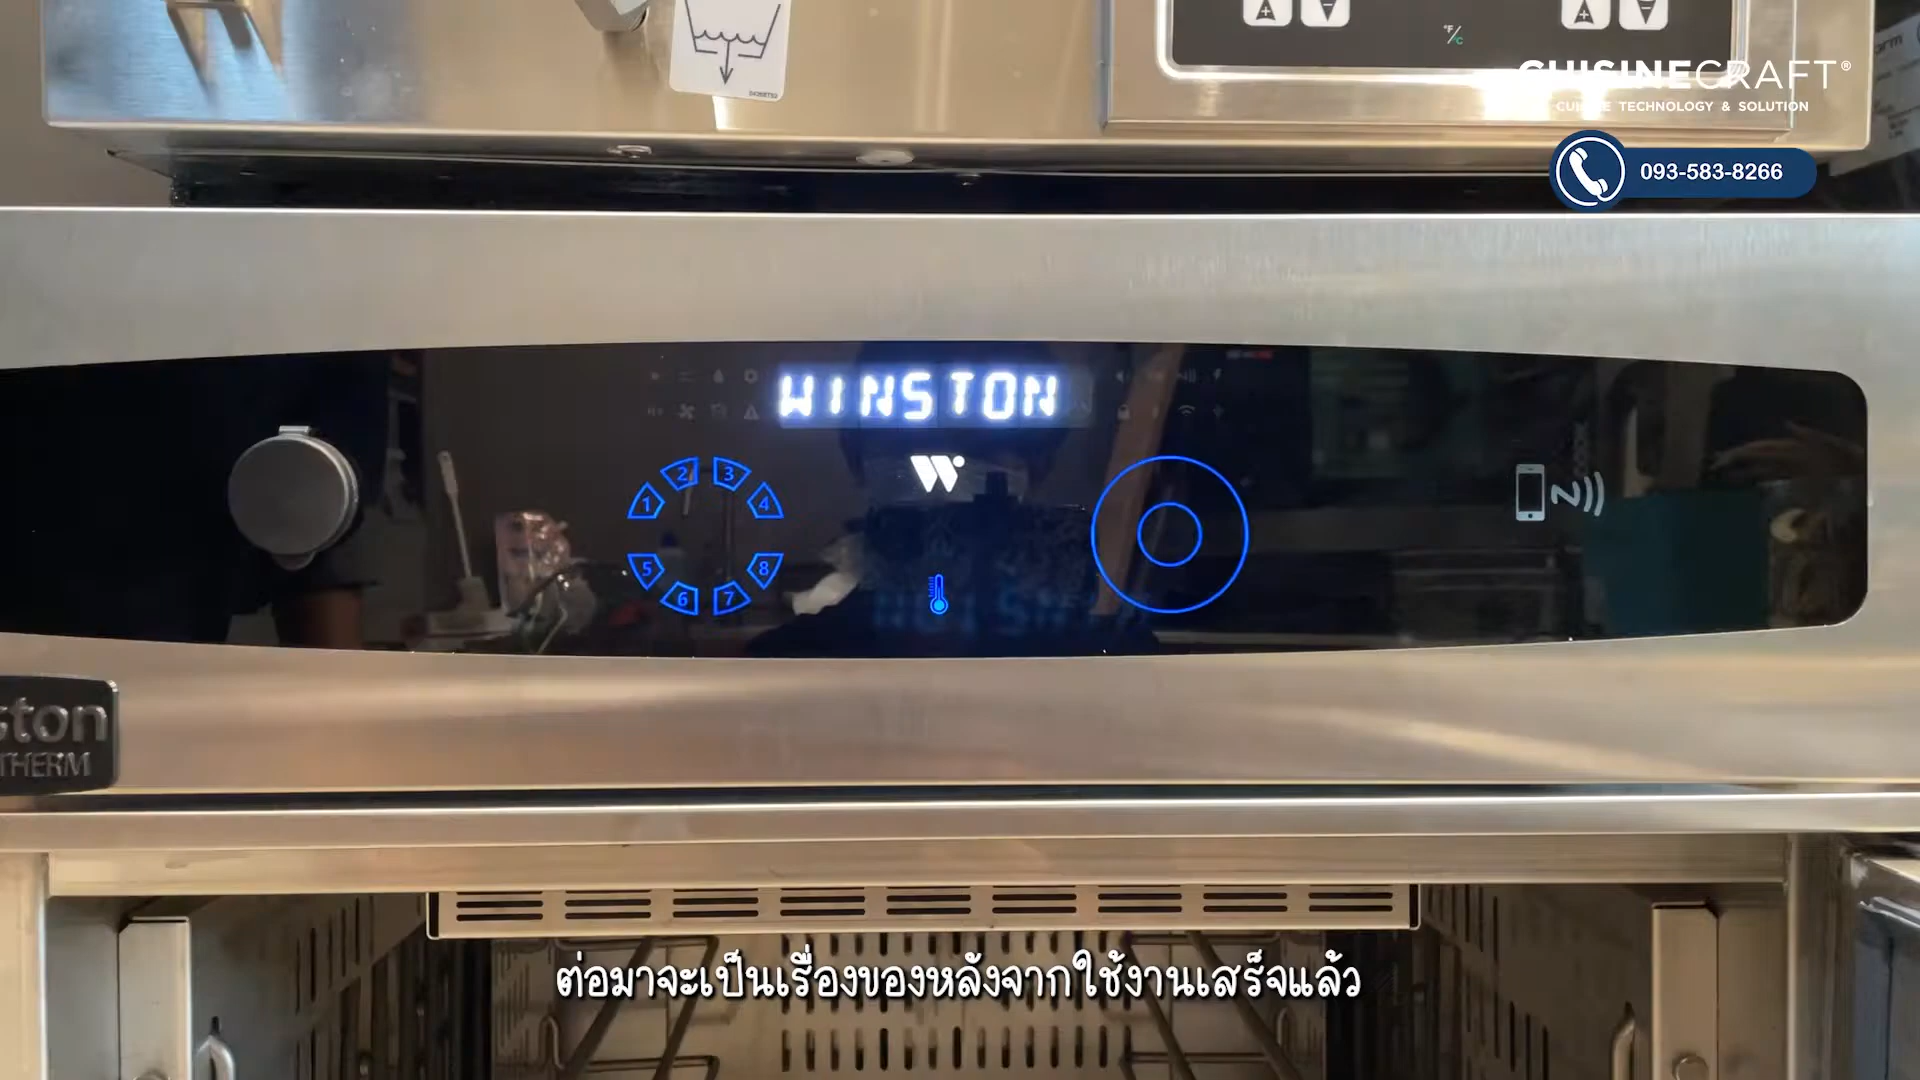 °F/C
CUISINECRAFT®
CUISINE TECHNOLOGY & SOLUTION
093-583-8266
WINSTON
1 2 3 4
5 6 7 8
ston
THERM
ต่อมาจะเป็นเรื่องของหลังจากใช้งานเสร็จแล้ว